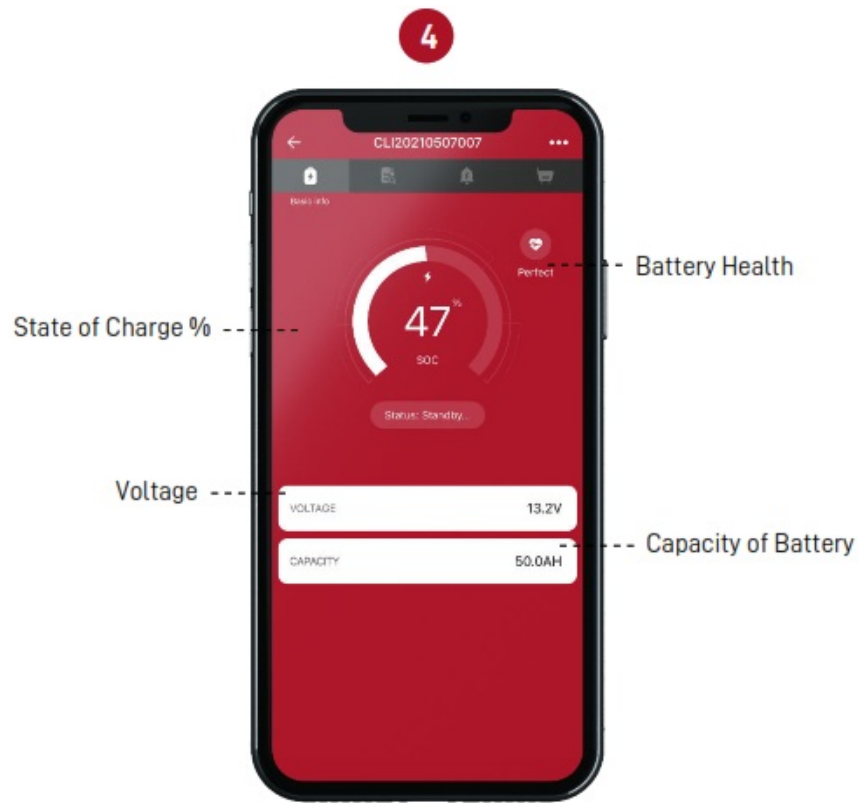 4
CLI20210507007
Basic info
Perfect
Battery Health
State of Charge %
47%
SOC
Status: Standby...
Voltage
VOLTAGE 13.2V
Capacity of Battery
CAPACITY 50.0AH